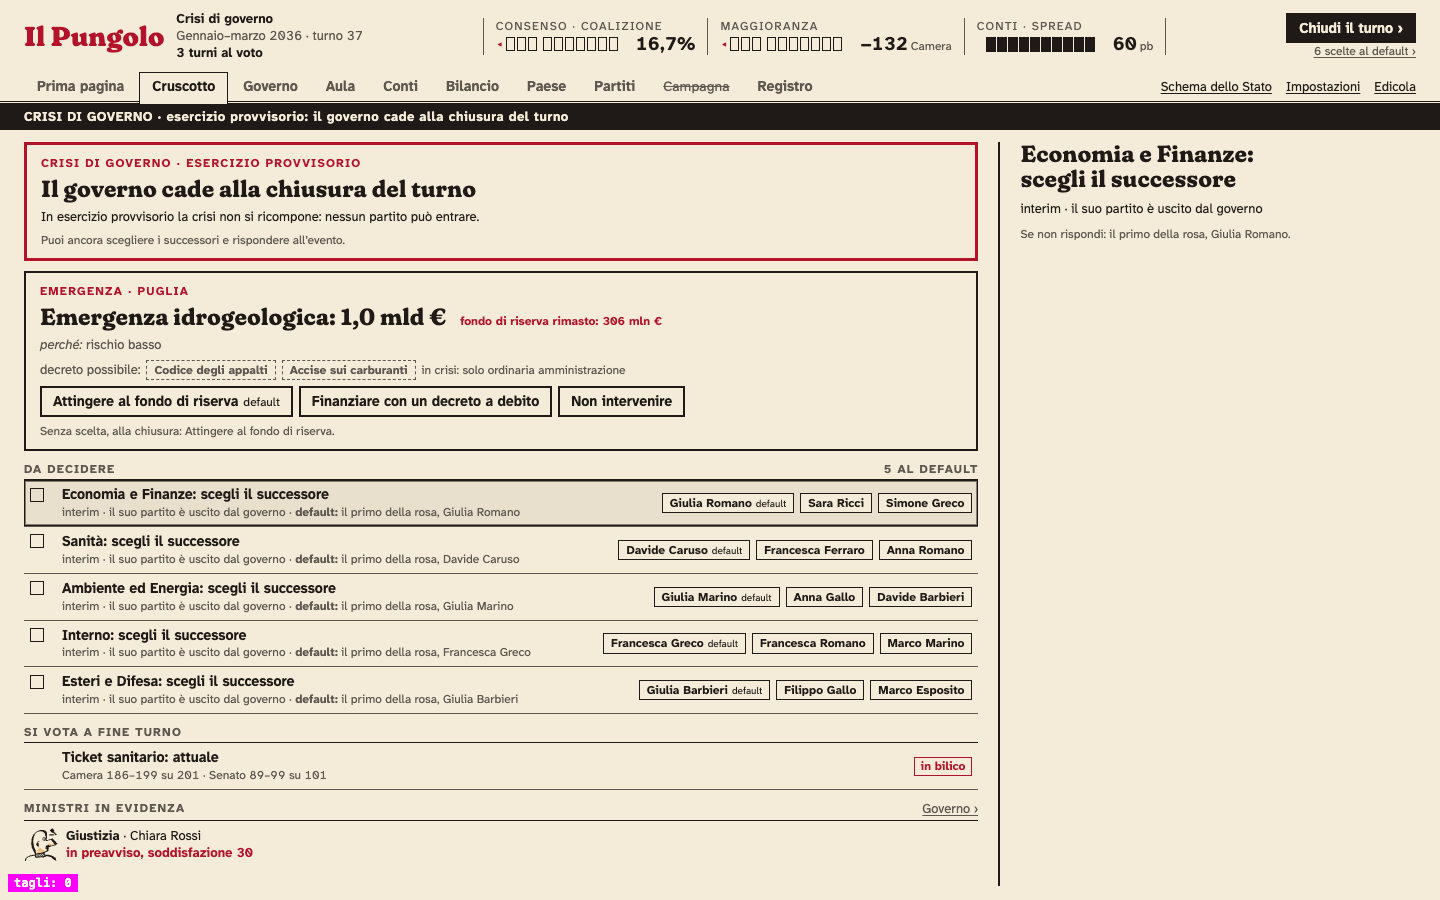 Il Pungolo
Crisi di governo
Gennaio–marzo 2036 · turno 37
3 turni al voto
CONSENSO · COALIZIONE
16,7%
MAGGIORANZA
−132 Camera
CONTI · SPREAD
60 pb
Chiudi il turno ›
6 scelte al default ›
Prima pagina Cruscotto Governo Aula Conti Bilancio Paese Partiti Campagna Registro
Schema dello Stato Impostazioni Edicola
CRISI DI GOVERNO · esercizio provvisorio: il governo cade alla chiusura del turno
CRISI DI GOVERNO · ESERCIZIO PROVVISORIO
Il governo cade alla chiusura del turno
In esercizio provvisorio la crisi non si ricompone: nessun partito può entrare.
Puoi ancora scegliere i successori e rispondere all’evento.
EMERGENZA · PUGLIA
Emergenza idrogeologica: 1,0 mld € fondo di riserva rimasto: 306 mln €
perché: rischio basso
decreto possibile: Codice degli appalti Accise sui carburanti in crisi: solo ordinaria amministrazione
Attingere al fondo di riserva default Finanziare con un decreto a debito Non intervenire
Senza scelta, alla chiusura: Attingere al fondo di riserva.
DA DECIDERE 5 AL DEFAULT
Economia e Finanze: scegli il successore
interim · il suo partito è uscito dal governo · default: il primo della rosa, Giulia Romano
Giulia Romano default Sara Ricci Simone Greco
Sanità: scegli il successore
interim · il suo partito è uscito dal governo · default: il primo della rosa, Davide Caruso
Davide Caruso default Francesca Ferraro Anna Romano
Ambiente ed Energia: scegli il successore
interim · il suo partito è uscito dal governo · default: il primo della rosa, Giulia Marino
Giulia Marino default Anna Gallo Davide Barbieri
Interno: scegli il successore
interim · il suo partito è uscito dal governo · default: il primo della rosa, Francesca Greco
Francesca Greco default Francesca Romano Marco Marino
Esteri e Difesa: scegli il successore
interim · il suo partito è uscito dal governo · default: il primo della rosa, Giulia Barbieri
Giulia Barbieri default Filippo Gallo Marco Esposito
SI VOTA A FINE TURNO
Ticket sanitario: attuale
Camera 186–199 su 201 · Senato 89–99 su 101
in bilico
MINISTRI IN EVIDENZA Governo ›
Giustizia · Chiara Rossi
in preavviso, soddisfazione 30
tagli: 0
Economia e Finanze:
scegli il successore
interim · il suo partito è uscito dal governo
Se non rispondi: il primo della rosa, Giulia Romano.